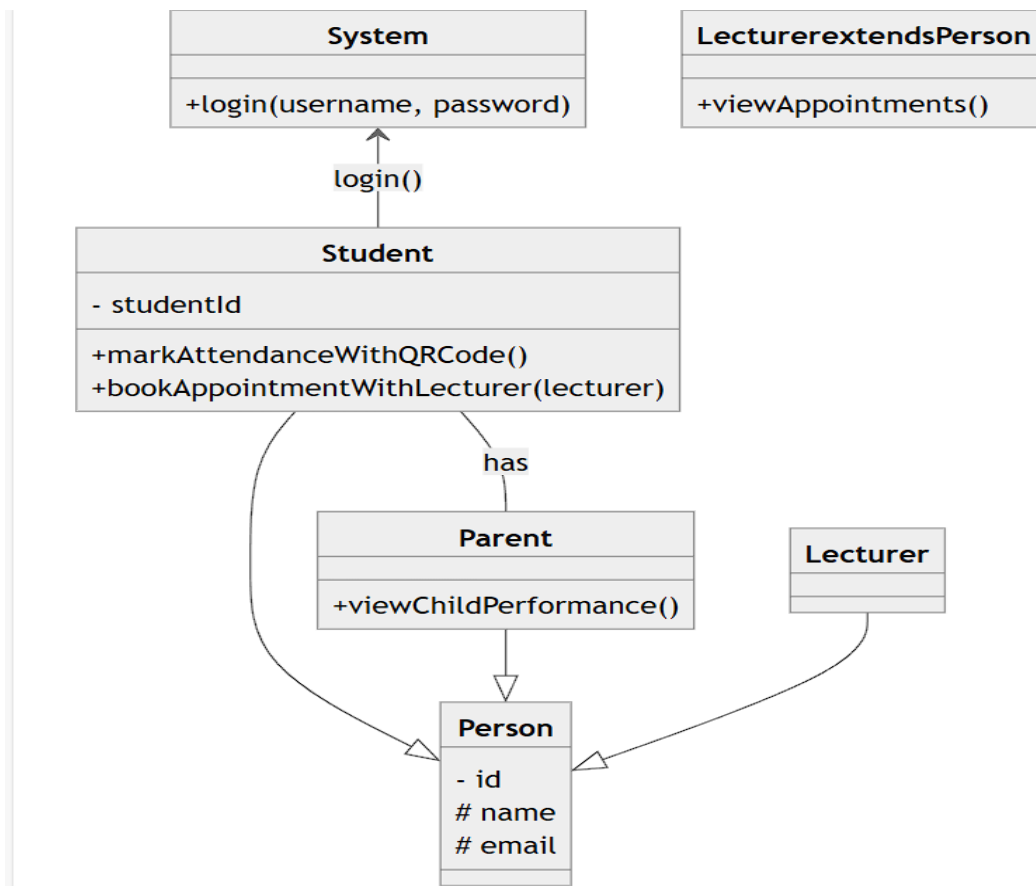 System
+login(username, password)
LecturerextendsPerson
+viewAppointments()
login()
Student
- studentId
+markAttendanceWithQRCode()
+bookAppointmentWithLecturer(lecturer)
has
Parent
+viewChildPerformance()
Lecturer
Person
- id
# name
# email